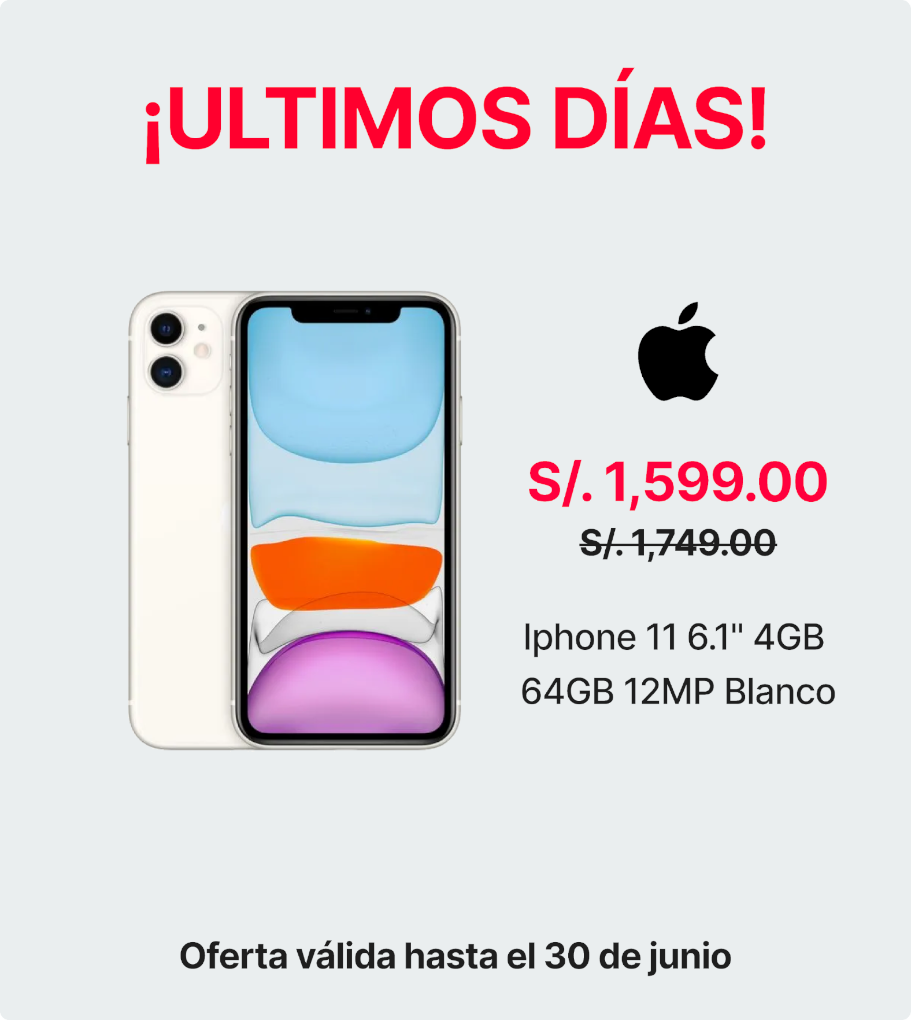 ¡ULTIMOS DÍAS!
S/. 1,599.00
S/. 1,749.00
Iphone 11 6.1" 4GB
64GB 12MP Blanco
Oferta válida hasta el 30 de junio